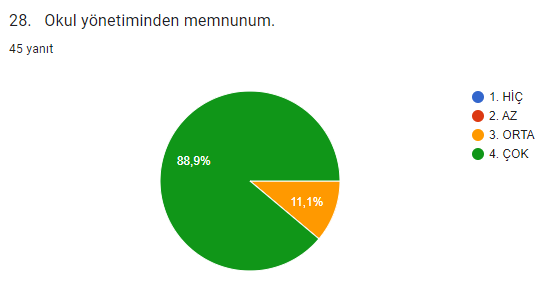 28. Okul yönetiminden memnunum.
45 yanıt
88,9%
11,1%
1. HİÇ
2. AZ
3. ORTA
4. ÇOK